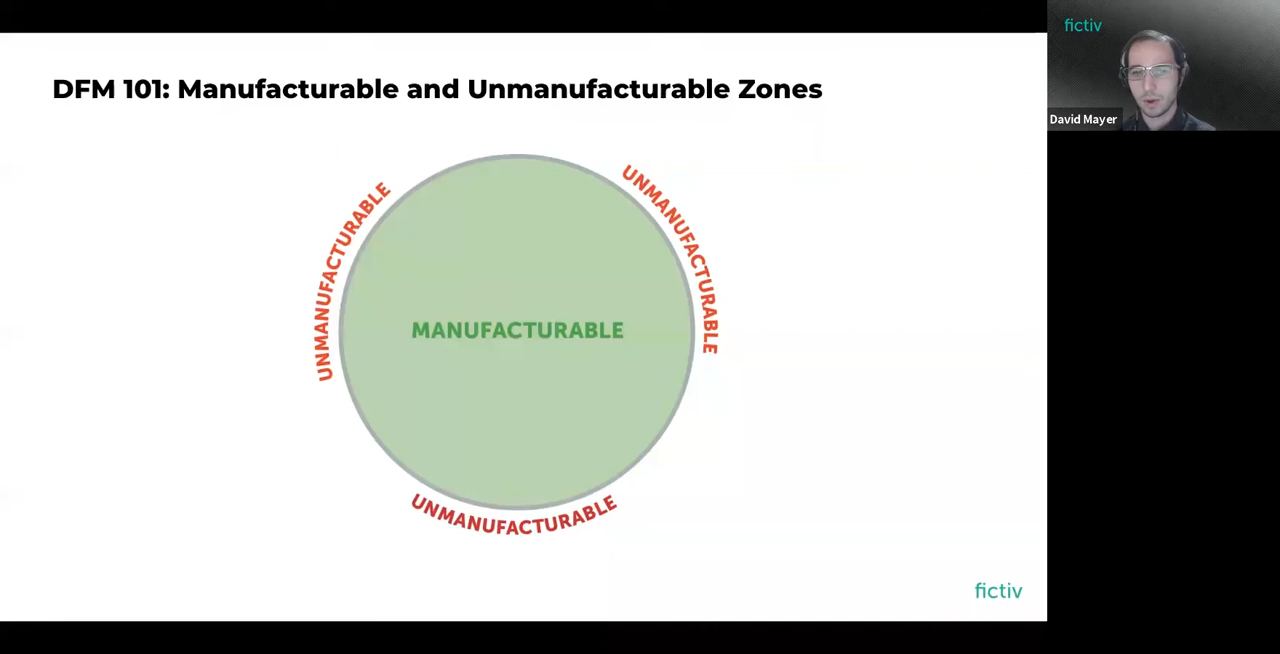 DFM 101: Manufacturable and Unmanufacturable Zones
UNMANUFACTURABLE
UNMANUFACTURABLE
MANUFACTURABLE
UNMANUFACTURABLE
fictiv
fictiv
David Mayer